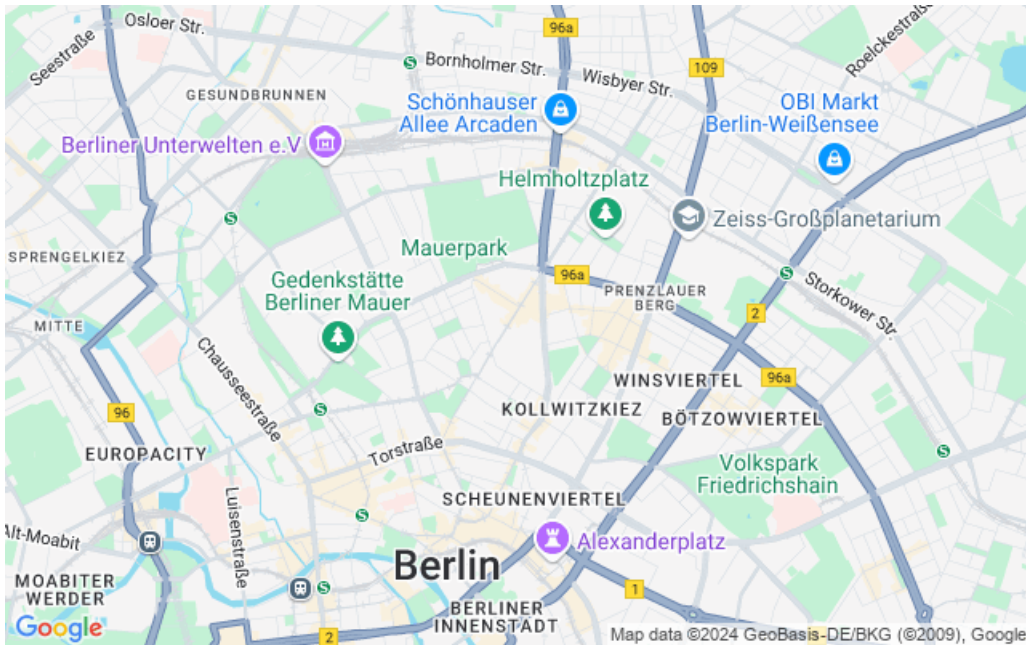 Osloer Str.
96a
Seestraße
Bornholmer Str.
Wisbyer Str.
109
Roelckestraße
GESUNDBRUNNEN
Schönhauser
Allee Arcaden
OBI Markt
Berlin-Weißensee
Berliner Unterwelten e.V
Helmholtzplatz
Zeiss-Großplanetarium
Mauerpark
SPRENGELKIEZ
Gedenkstätte
Berliner Mauer
96a
PRENZLAUER
BERG
Storkower Str.
MITTE
2
Chausseestraße
WINSVIERTEL
96a
96
KOLLWITZKIEZ
BÖTZOWVIERTEL
EUROPACITY
Torstraße
Volkspark
Friedrichshain
SCHEUNENVIERTEL
Luisenstraße
Alt-Moabit
Alexanderplatz
Berlin
MOABITER
WERDER
1
BERLINER
INNENSTADT
Google
2
Map data ©2024 GeoBasis-DE/BKG (©2009), Google